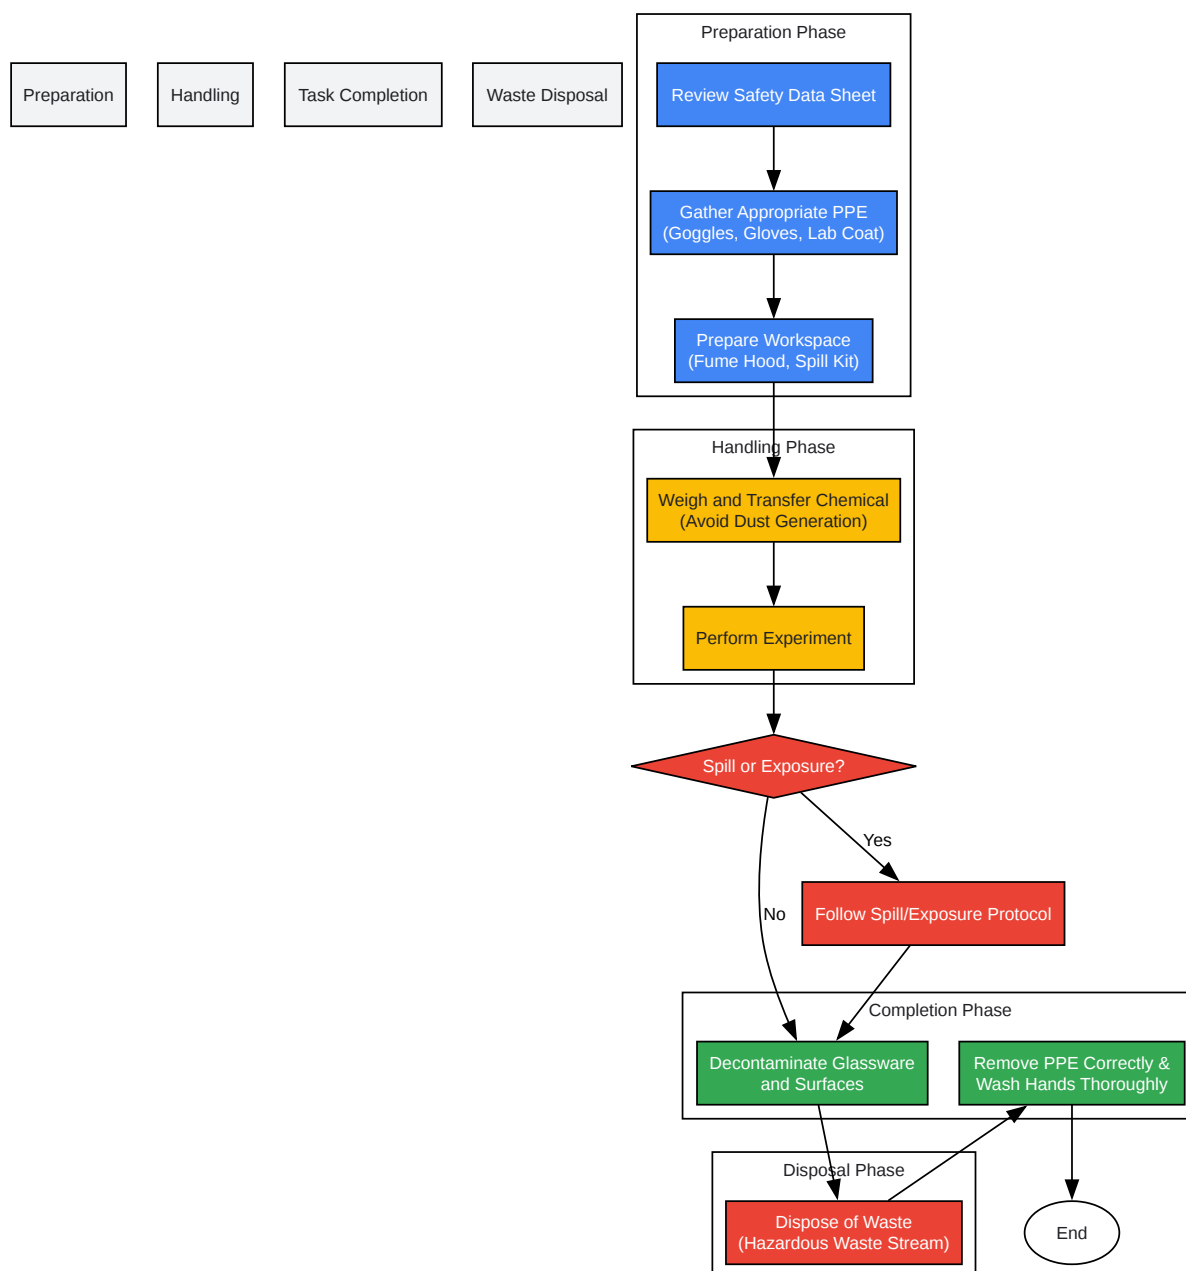 Preparation Phase
Preparation
Handling
Task Completion
Waste Disposal
Review Safety Data Sheet
Gather Appropriate PPE
(Goggles, Gloves, Lab Coat)
Prepare Workspace
(Fume Hood, Spill Kit)
Handling Phase
Weigh and Transfer Chemical
(Avoid Dust Generation)
Perform Experiment
Spill or Exposure?
Yes
No
Follow Spill/Exposure Protocol
Completion Phase
Decontaminate Glassware
and Surfaces
Remove PPE Correctly &
Wash Hands Thoroughly
Disposal Phase
Dispose of Waste
(Hazardous Waste Stream)
End